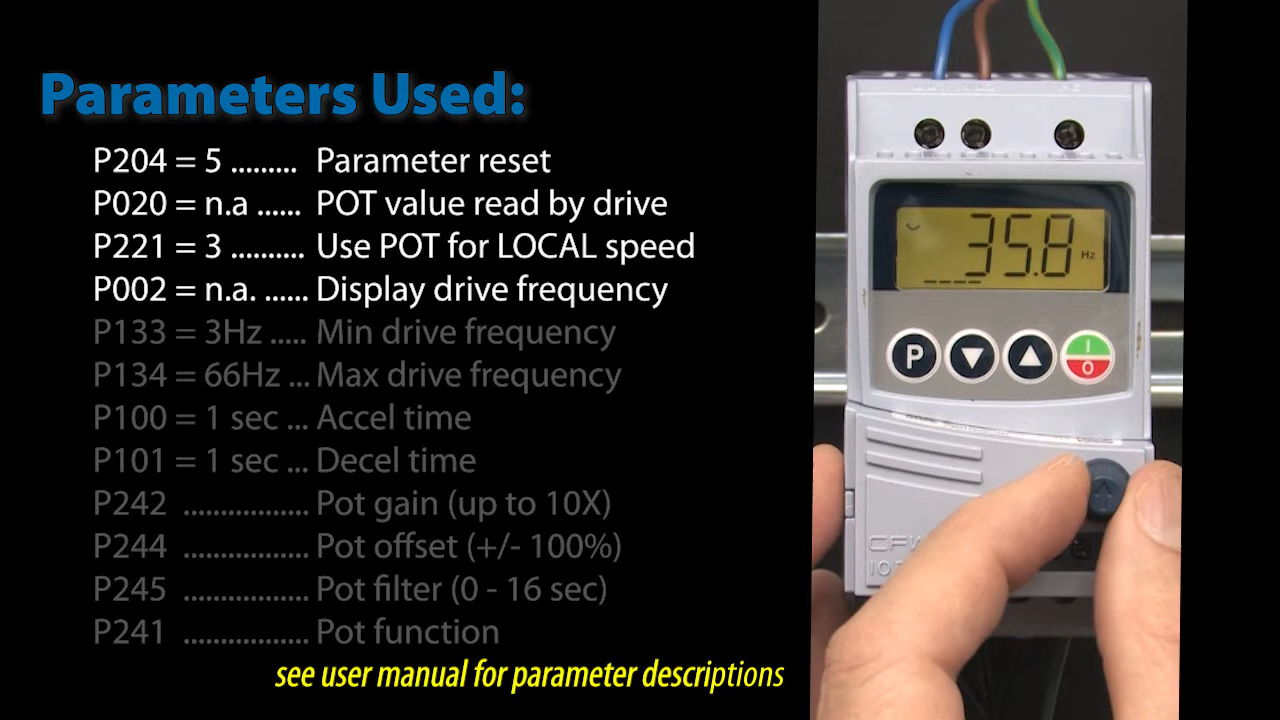 Parameters Used:
P204 = 5 ......... Parameter reset
P020 = n.a ...... POT value read by drive
P221 = 3 .......... Use POT for LOCAL speed
P002 = n.a. ...... Display drive frequency
P133 = 3Hz ..... Min drive frequency
P134 = 66Hz ... Max drive frequency
P100 = 1 sec ... Accel time
P101 = 1 sec ... Decel time
P242 ................. Pot gain (up to 10X)
P244 ................. Pot offset (+/- 100%)
P245 ................. Pot filter (0 - 16 sec)
P241 ................. Pot function
see user manual for parameter descriptions
35.8 Hz
P
I
O